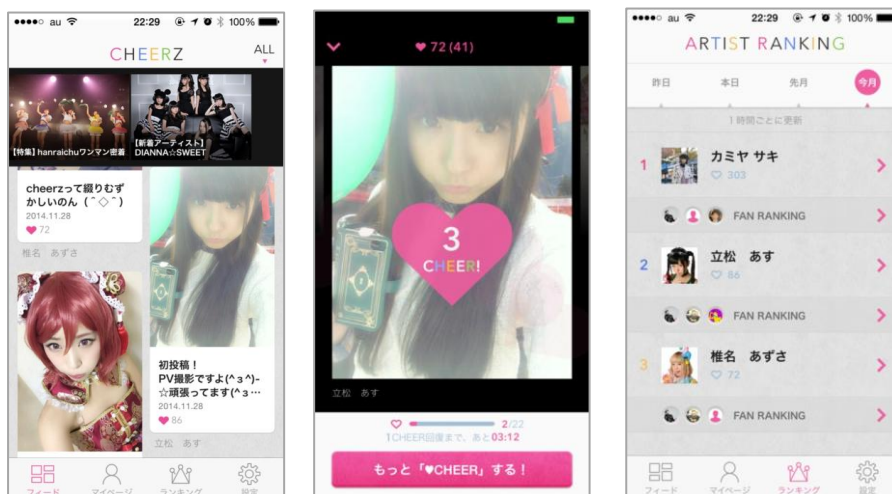 au 22:29 100%
CHEERZ ALL
【特集】hanraichuワンマン密着
【新着アーティスト】
DIANNA☆SWEET
cheerzって綴りむず
かしいのん（＾◇＾）
2014.11.28
72
椎名 あずさ
初投稿！
PV撮影ですよ(^３^)-
☆頑張ってます(^３…
2014.11.28
86
立松 あす
フィード マイページ ランキング 設定
72 (41)
3
CHEER!
立松 あす
2/22
1CHEER回復まで、あと03:12
もっと「♥CHEER」する！
au 22:29 100%
ARTIST RANKING
昨日 本日 先月 今月
1時間ごとに更新
1 カミヤ サキ
303
FAN RANKING
2 立松 あす
86
FAN RANKING
3 椎名 あずさ
72
FAN RANKING
フィード マイページ ランキング 設定